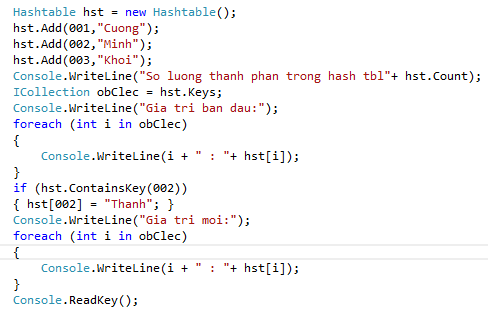 Hashtable hst = new Hashtable();
hst.Add(001,"Cuong");
hst.Add(002,"Minh");
hst.Add(003,"Khoi");
Console.WriteLine("So luong thanh phan trong hash tbl"+ hst.Count);
ICollection obClec = hst.Keys;
Console.WriteLine("Gia tri ban dau:");
foreach (int i in obClec)
{
    Console.WriteLine(i + " : "+ hst[i]);
}
if (hst.ContainsKey(002))
{ hst[002] = "Thanh"; }
Console.WriteLine("Gia tri moi:");
foreach (int i in obClec)
{
    Console.WriteLine(i + " : "+ hst[i]);
}
Console.ReadKey();